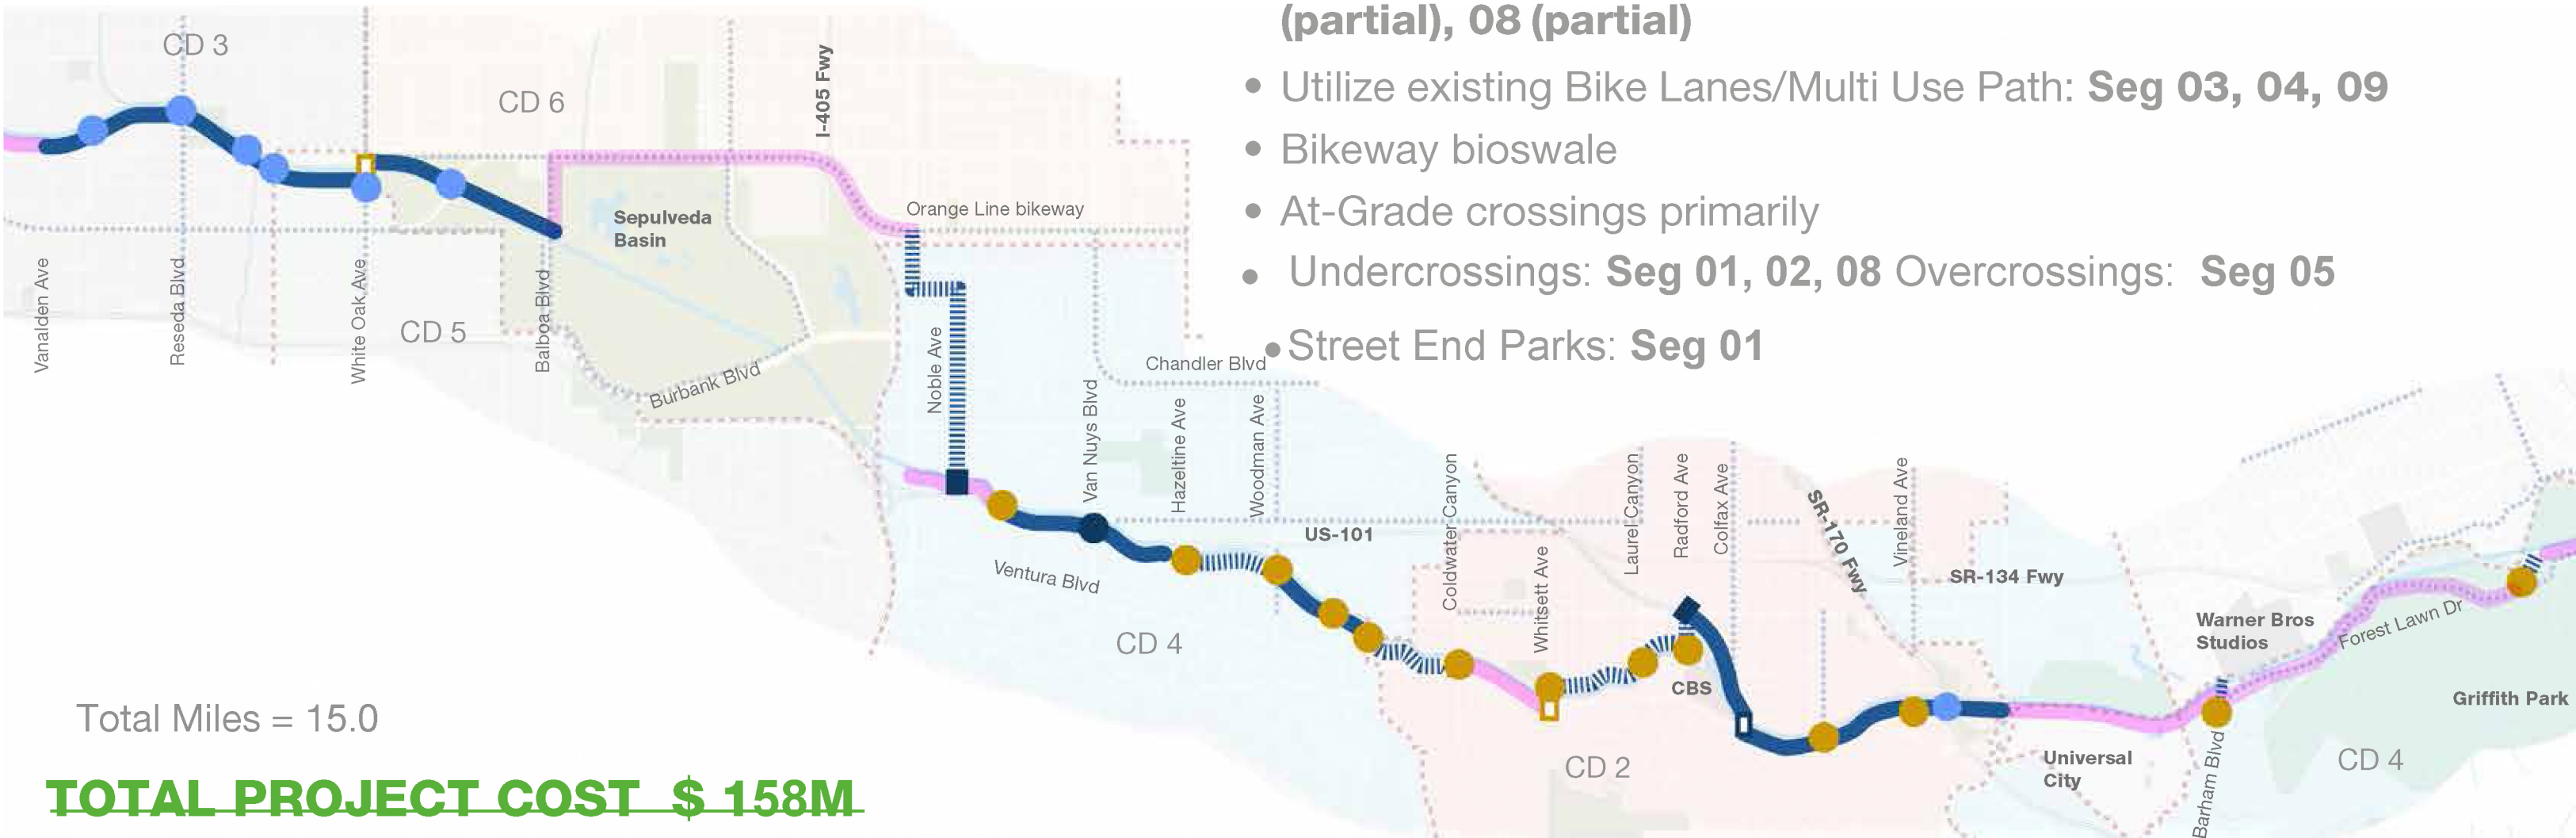 (partial), 08 (partial)
• Utilize existing Bike Lanes/Multi Use Path: Seg 03, 04, 09
• Bikeway bioswale
• At-Grade crossings primarily
• Undercrossings: Seg 01, 02, 08 Overcrossings: Seg 05
• Street End Parks: Seg 01
CD 3
CD 6
I-405 Fwy
Orange Line bikeway
Sepulveda
Basin
Vanalden Ave
Reseda Blvd
White Oak Ave
CD 5
Balboa Blvd
Burbank Blvd
Noble Ave
Van Nuys Blvd
Chandler Blvd
Hazeltine Ave
Woodman Ave
US-101
Ventura Blvd
Coldwater Canyon
Whitsett Ave
Laurel Canyon
Radford Ave
Colfax Ave
SR-170 Fwy
Vineland Ave
SR-134 Fwy
CD 4
CBS
CD 2
Warner Bros
Studios
Forest Lawn Dr
Griffith Park
Universal
City
Barham Blvd
CD 4
Total Miles = 15.0
TOTAL PROJECT COST $ 158M